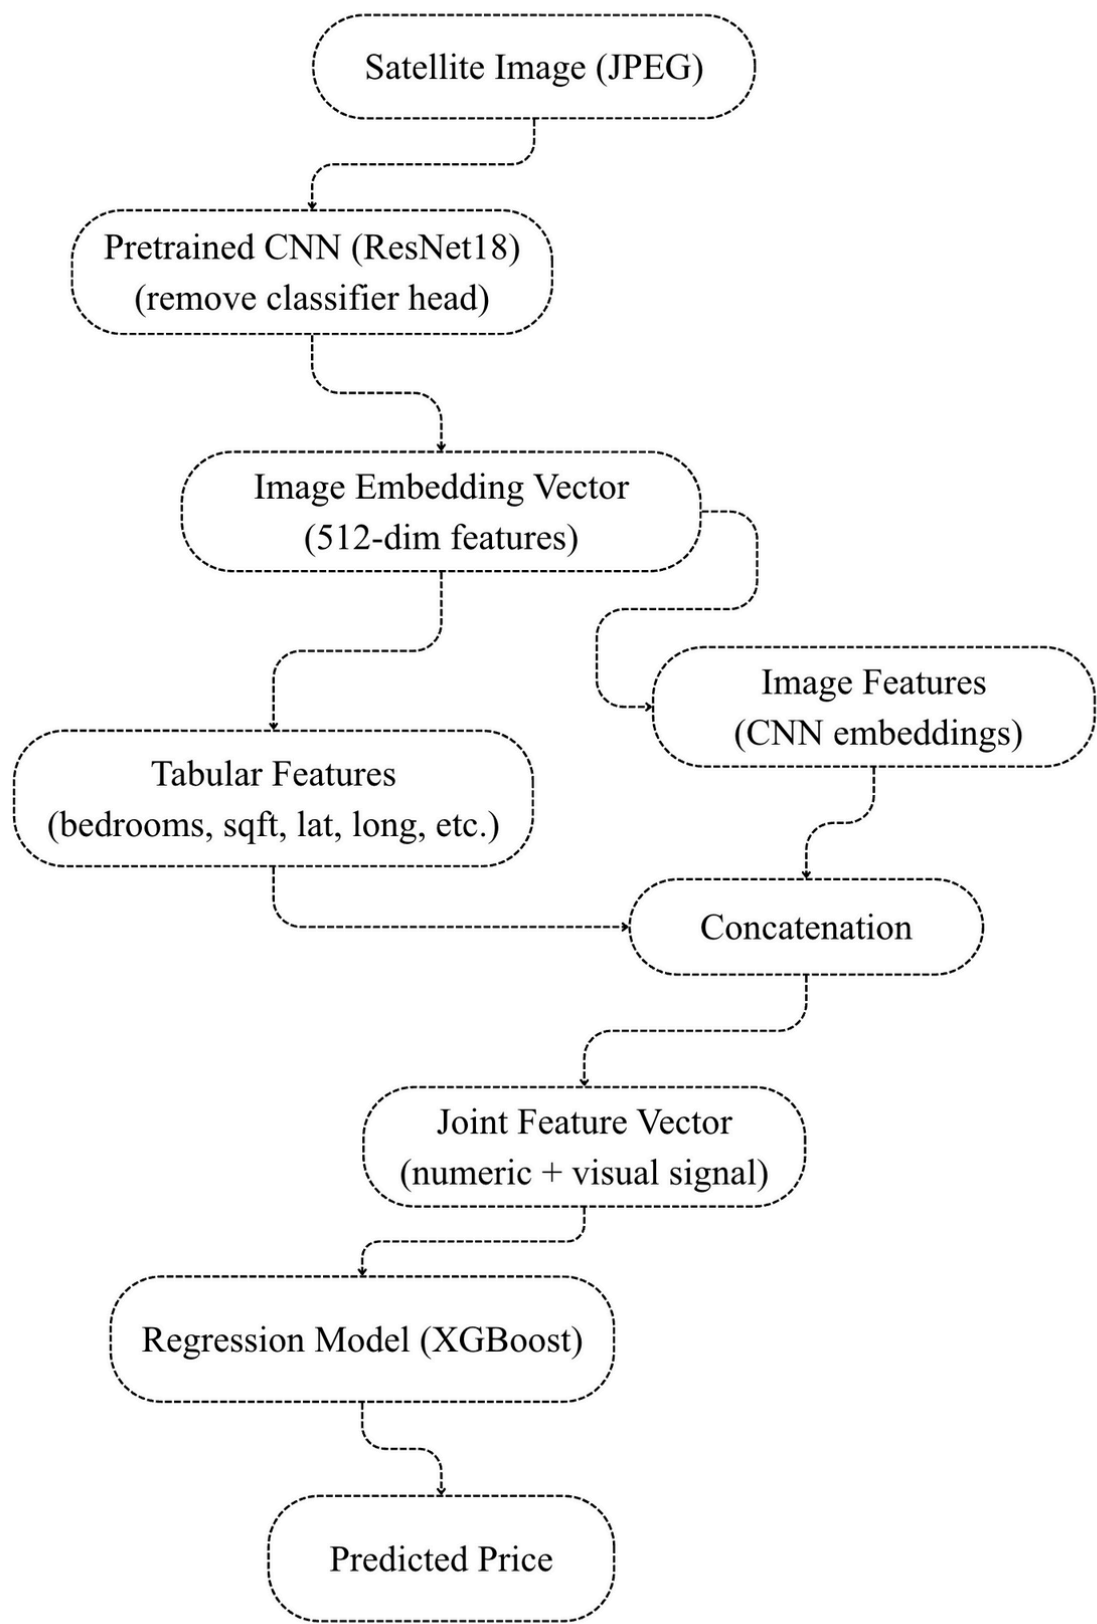 Satellite Image (JPEG)
Pretrained CNN (ResNet18)
(remove classifier head)
Image Embedding Vector
(512-dim features)
Image Features
(CNN embeddings)
Tabular Features
(bedrooms, sqft, lat, long, etc.)
Concatenation
Joint Feature Vector
(numeric + visual signal)
Regression Model (XGBoost)
Predicted Price